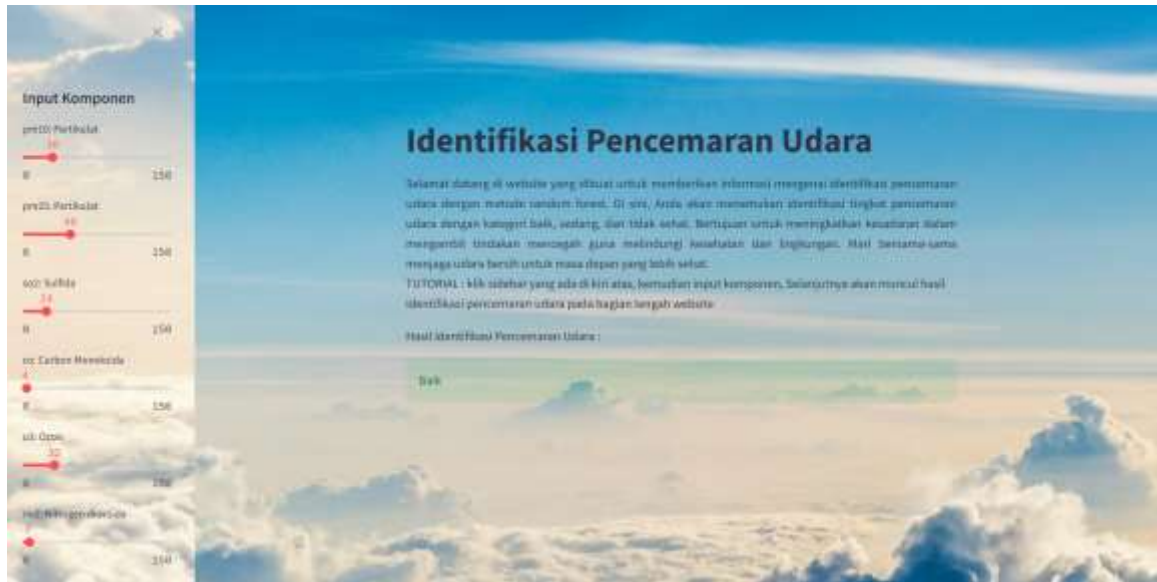 Input Komponen
pm10: Partikulat
0 150
pm25: Partikulat
0 150
so2: Sulfida
24
0 150
co: Carbon Monoksida
4
0 150
o3: Ozon
32
0 150
0 150
Identifikasi Pencemaran Udara
Selamat datang di website yang dibuat untuk memberikan informasi mengenai identifikasi pencemaran
udara dengan metode random forest. Di sini, Anda akan menemukan identifikasi tingkat pencemaran
udara dengan kategori baik, sedang, dan tidak sehat. Bertujuan untuk meningkatkan kesadaran dalam
mengambil tindakan mencegah guna melindungi kesehatan dan lingkungan. Mari bersama-sama
menjaga udara bersih untuk masa depan yang lebih sehat.
TUTORIAL : klik sidebar yang ada di kiri atas, kemudian input komponen. Selanjutnya akan muncul hasil
identifikasi pencemaran udara pada bagian tengah website
Hasil Identifikasi Pencemaran Udara :
Baik